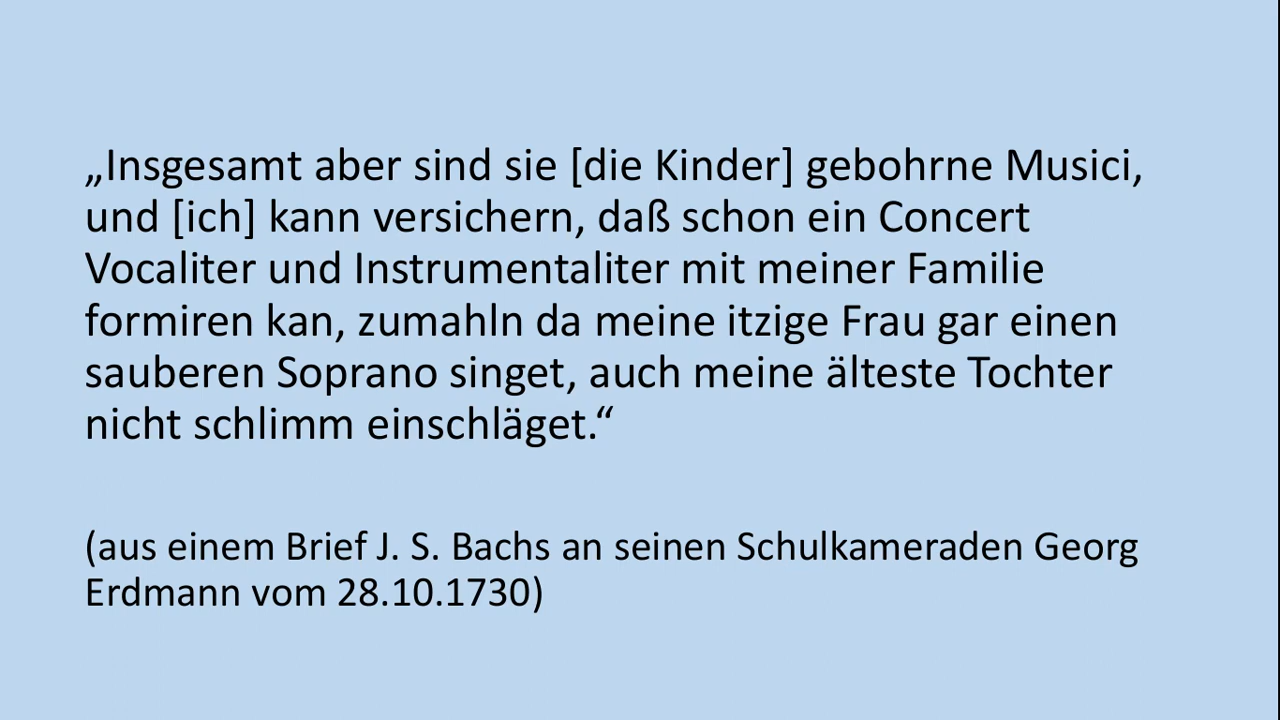 „Insgesamt aber sind sie [die Kinder] gebohrne Musici,
und [ich] kann versichern, daß schon ein Concert
Vocaliter und Instrumentaliter mit meiner Familie
formiren kan, zumahln da meine itzige Frau gar einen
sauberen Soprano singet, auch meine älteste Tochter
nicht schlimm einschläget.“
(aus einem Brief J. S. Bachs an seinen Schulkameraden Georg
Erdmann vom 28.10.1730)